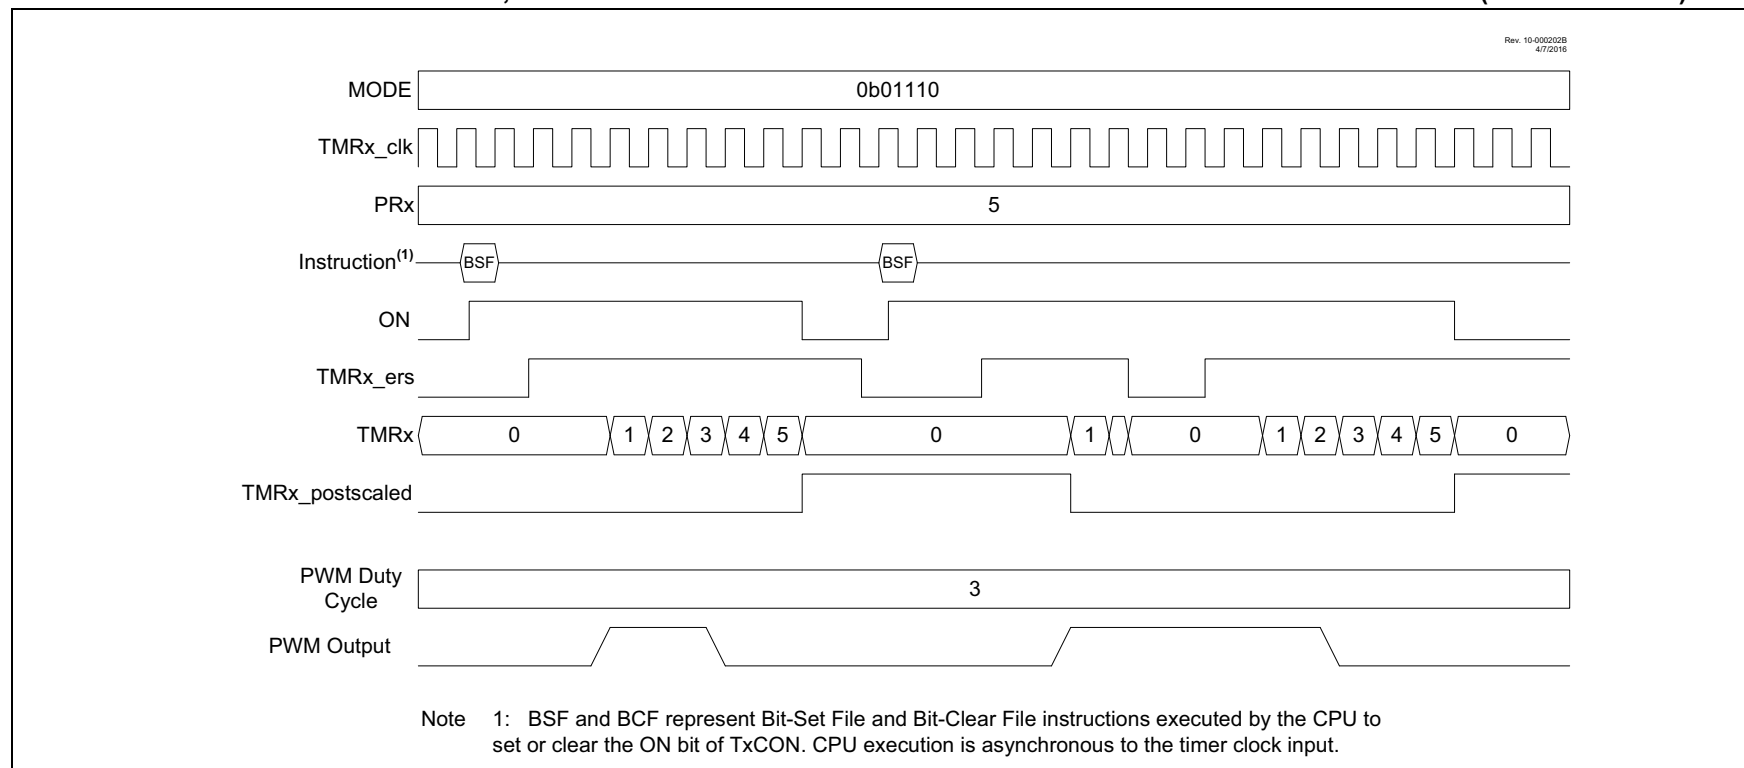 Rev. 10-000202B
4/7/2016
MODE 0b01110
TMRx_clk
PRx 5
Instruction(1) BSF BSF
ON
TMRx_ers
TMRx 0 1 2 3 4 5 0 1 0 1 2 3 4 5 0
TMRx_postscaled
PWM Duty
Cycle 3
PWM Output
Note 1: BSF and BCF represent Bit-Set File and Bit-Clear File instructions executed by the CPU to
set or clear the ON bit of TxCON. CPU execution is asynchronous to the timer clock input.